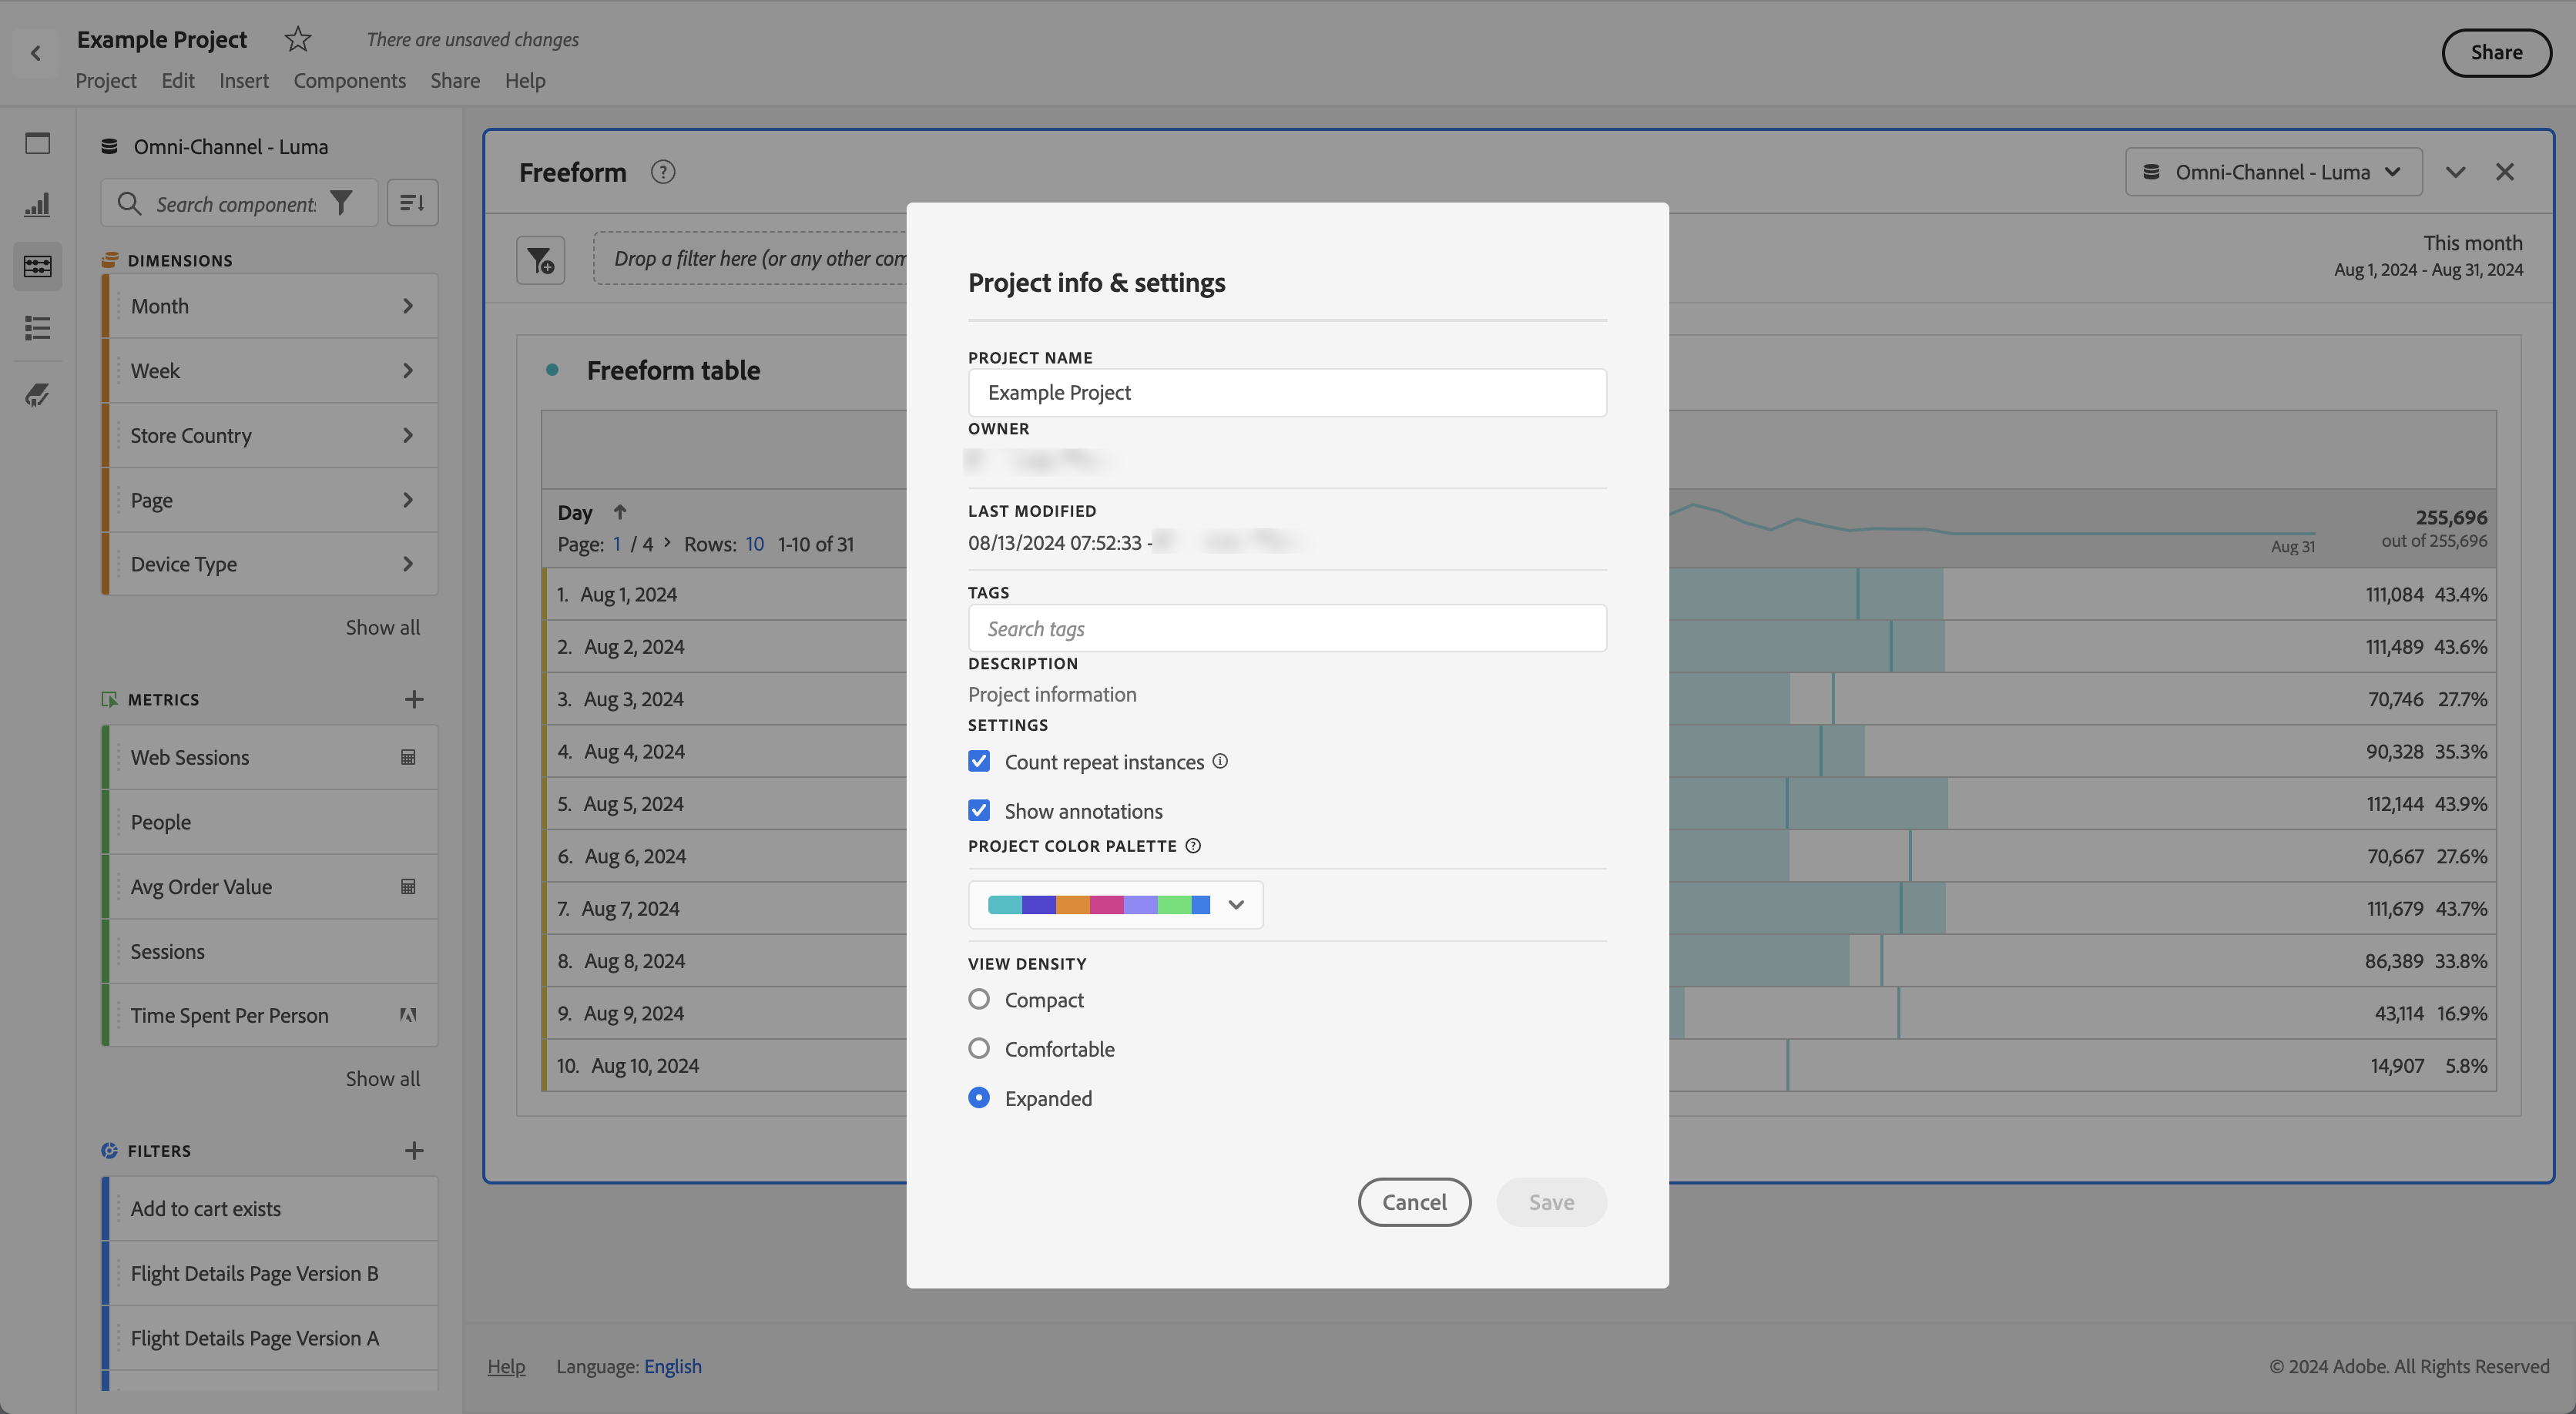 Example Project
There are unsaved changes
Share
Project Edit Insert Components Share Help
Omni-Channel - Luma
Search component
DIMENSIONS
Month
Week
Store Country
Page
Device Type
Show all
METRICS
Web Sessions
People
Avg Order Value
Sessions
Time Spent Per Person
Show all
FILTERS
Add to cart exists
Flight Details Page Version B
Flight Details Page Version A
Freeform
Omni-Channel - Luma
Drop a filter here (or any other com
This month
Aug 1, 2024 - Aug 31, 2024
Freeform table
Day
Page: 1 / 4 > Rows: 10 1-10 of 31
Aug 31
255,696
out of 255,696
1. Aug 1, 2024 111,084 43.4%
2. Aug 2, 2024 111,489 43.6%
3. Aug 3, 2024 70,746 27.7%
4. Aug 4, 2024 90,328 35.3%
5. Aug 5, 2024 112,144 43.9%
6. Aug 6, 2024 70,667 27.6%
7. Aug 7, 2024 111,679 43.7%
8. Aug 8, 2024 86,389 33.8%
9. Aug 9, 2024 43,114 16.9%
10. Aug 10, 2024 14,907 5.8%
Project info & settings
PROJECT NAME
Example Project
OWNER
LAST MODIFIED
08/13/2024 07:52:33 -
TAGS
Search tags
DESCRIPTION
Project information
SETTINGS
Count repeat instances
Show annotations
PROJECT COLOR PALETTE
VIEW DENSITY
Compact
Comfortable
Expanded
Cancel
Save
Help
Language: English
© 2024 Adobe. All Rights Reserved